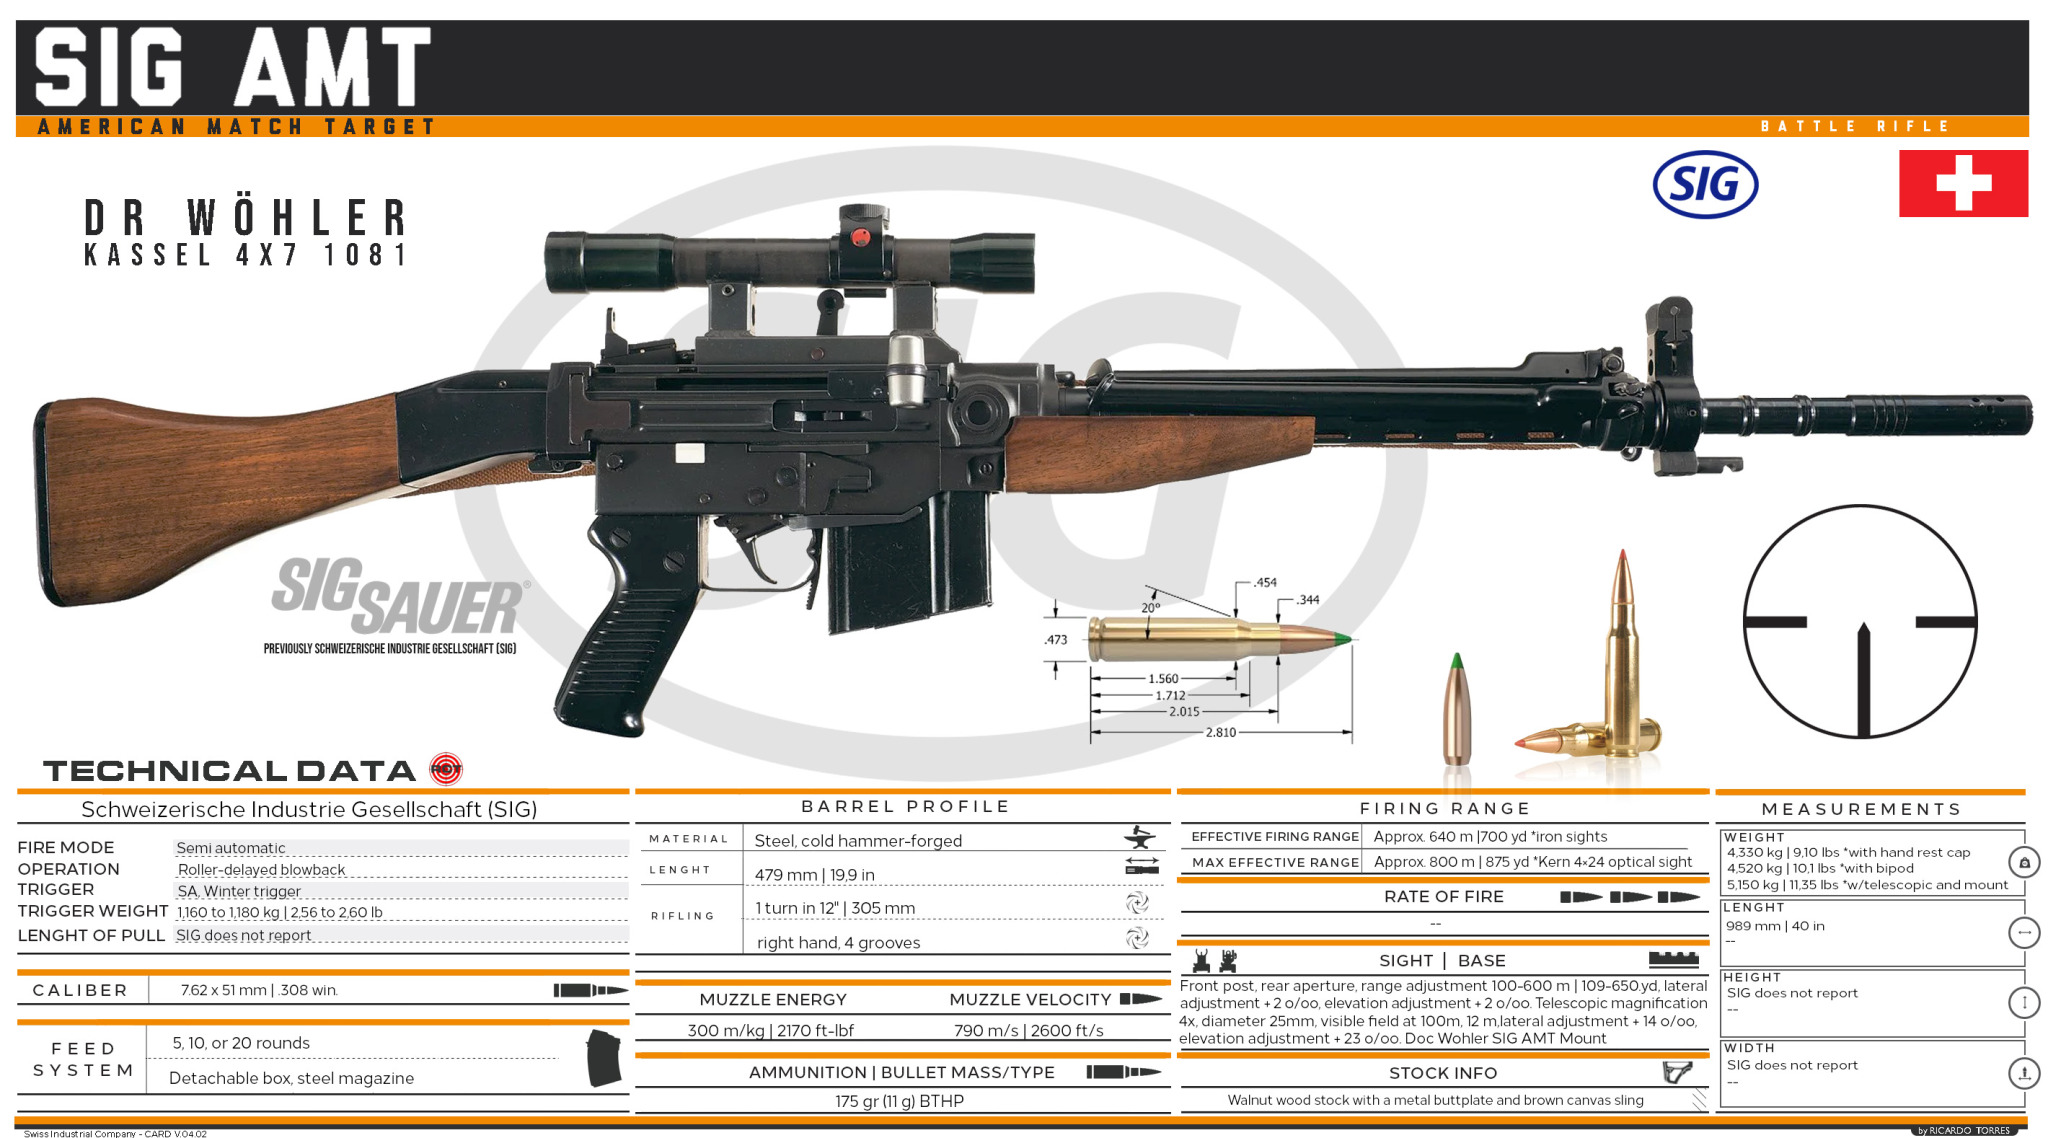 SIG AMT
AMERICAN MATCH TARGET
BATTLE RIFLE
SIG
DR WÖHLER
KASSEL 4X7 1081
SIG
SIG SAUER®
PREVIOUSLY SCHWEIZERISCHE INDUSTRIE GESELLSCHAFT (SIG)
.454
20°
.344
.473
1.560
1.712
2.015
2.810
TECHNICAL DATA
Schweizerische Industrie Gesellschaft (SIG)
FIRE MODE Semi automatic
OPERATION Roller-delayed blowback
TRIGGER SA, Winter trigger
TRIGGER WEIGHT 1,160 to 1,180 kg | 2,56 to 2,60 lb
LENGHT OF PULL SIG does not report
CALIBER 7.62 x 51 mm | .308 win.
FEED SYSTEM
5, 10, or 20 rounds
Detachable box, steel magazine
BARREL PROFILE
MATERIAL Steel, cold hammer-forged
LENGHT 479 mm | 19,9 in
RIFLING
1 turn in 12" | 305 mm
right hand, 4 grooves
MUZZLE ENERGY MUZZLE VELOCITY
300 m/kg | 2170 ft-lbf 790 m/s | 2600 ft/s
AMMUNITION | BULLET MASS/TYPE
175 gr (11 g) BTHP
FIRING RANGE
EFFECTIVE FIRING RANGE Approx. 640 m |700 yd *iron sights
MAX EFFECTIVE RANGE Approx. 800 m | 875 yd *Kern 4×24 optical sight
RATE OF FIRE
--
SIGHT | BASE
Front post, rear aperture, range adjustment 100-600 m | 109-650.yd, lateral
adjustment + 2 o/oo, elevation adjustment + 2 o/oo. Telescopic magnification
4x, diameter 25mm, visible field at 100m, 12 m,lateral adjustment + 14 o/oo,
elevation adjustment + 23 o/oo. Doc Wohler SIG AMT Mount
STOCK INFO
Walnut wood stock with a metal buttplate and brown canvas sling
MEASUREMENTS
WEIGHT
4,330 kg | 9,10 lbs *with hand rest cap
4,520 kg | 10,1 lbs *with bipod
5,150 kg | 11,35 lbs *w/telescopic and mount
LENGHT
989 mm | 40 in
--
HEIGHT
SIG does not report
--
WIDTH
SIG does not report
--
Swiss Industrial Company - CARD V.04.02
by RICARDO TORRES